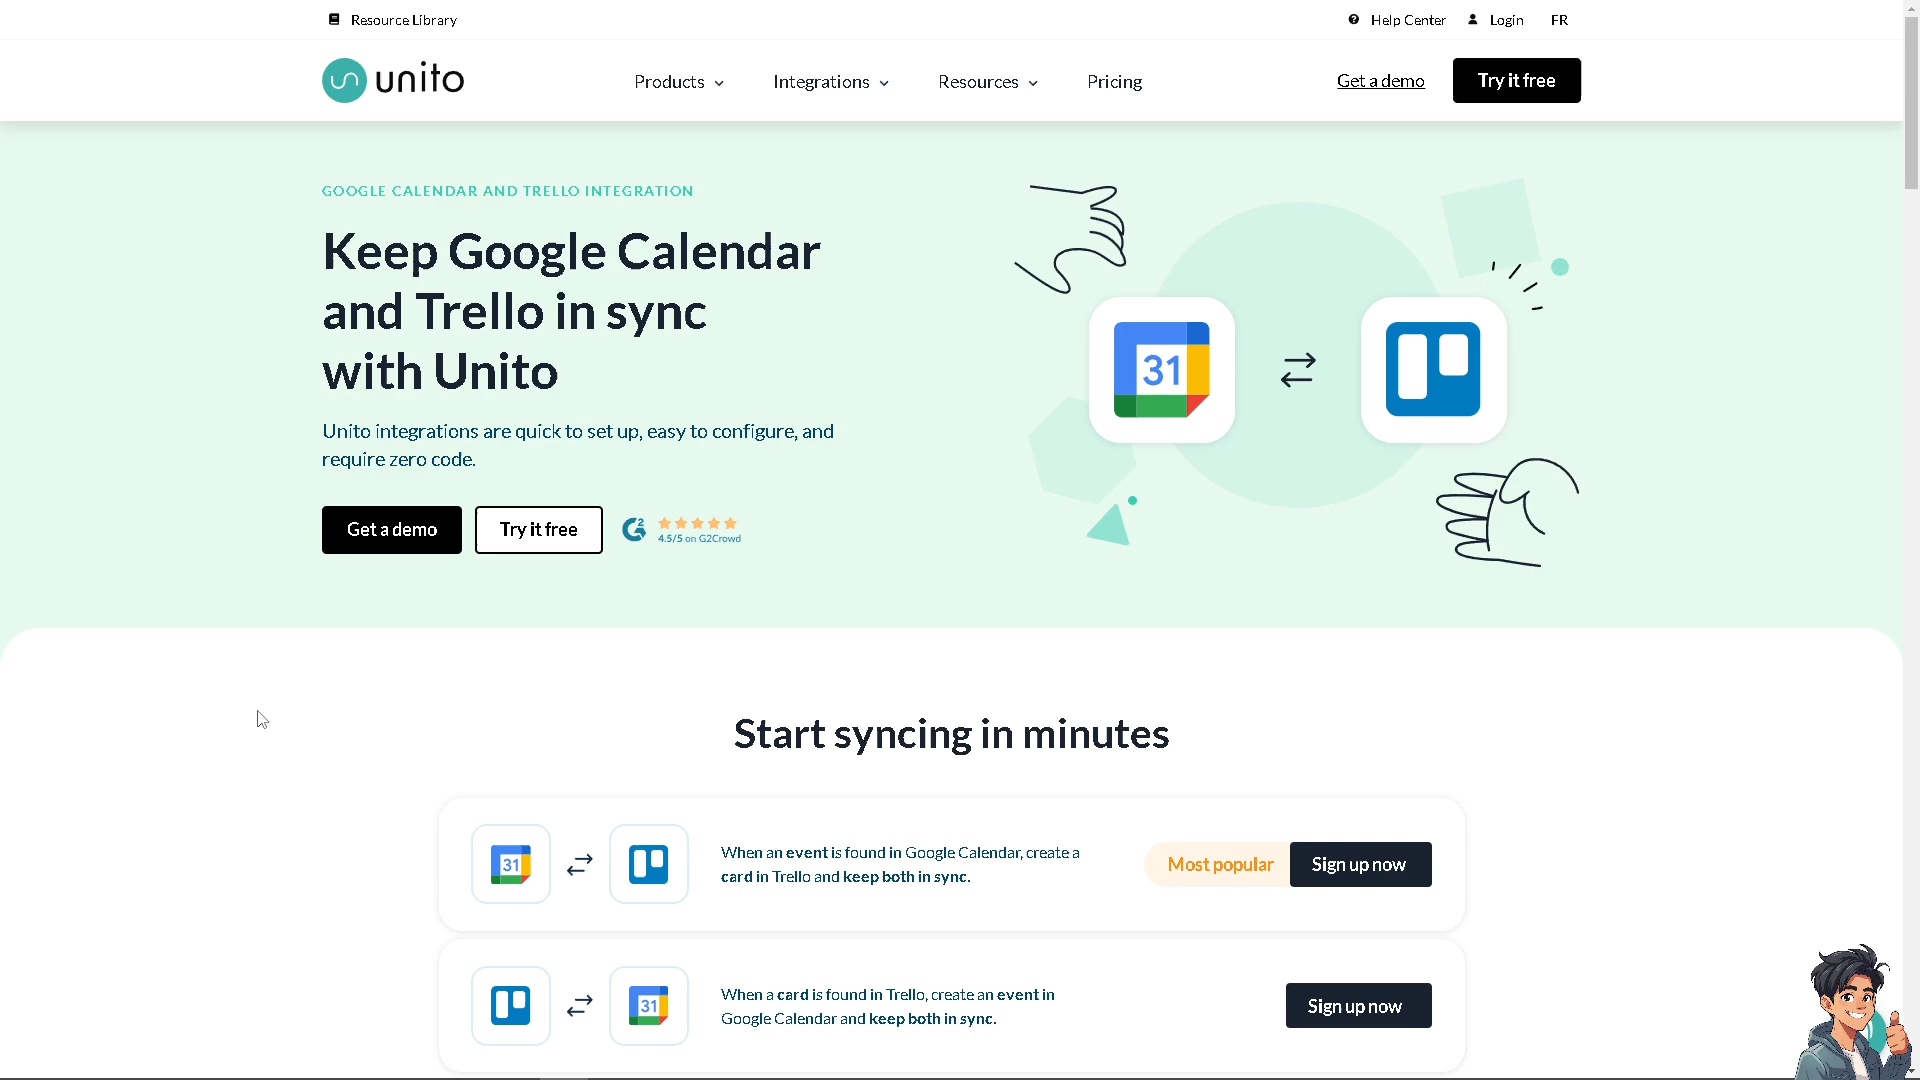 Resource Library
Help Center
Login
FR
unito
Products
Integrations
Resources
Pricing
Get a demo
Try it free
GOOGLE CALENDAR AND TRELLO INTEGRATION
Keep Google Calendar
and Trello in sync
with Unito
Unito integrations are quick to set up, easy to configure, and
require zero code.
Get a demo
Try it free
G2
4.5/5 on G2Crowd
31
Start syncing in minutes
31
When an event is found in Google Calendar, create a
card in Trello and keep both in sync.
Most popular
Sign up now
31
When a card is found in Trello, create an event in
Google Calendar and keep both in sync.
Sign up now